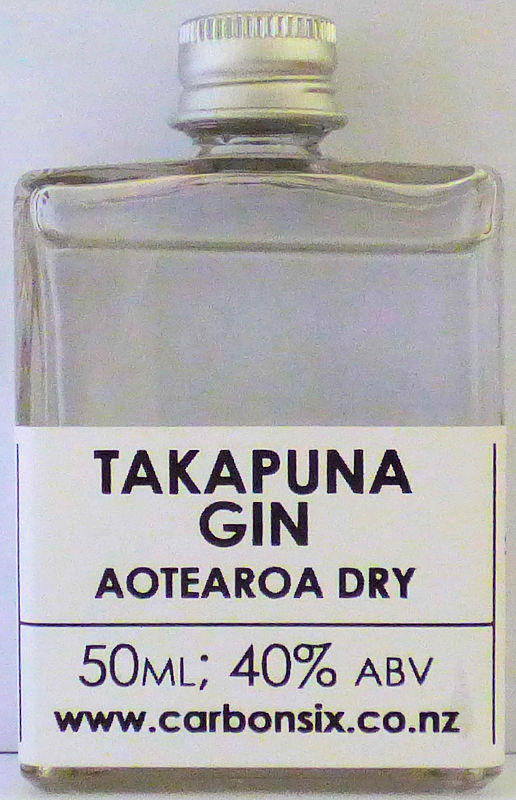 TAKAPUNA
GIN
AOTEAROA DRY
50ML; 40% ABV
www.carbonsix.co.nz